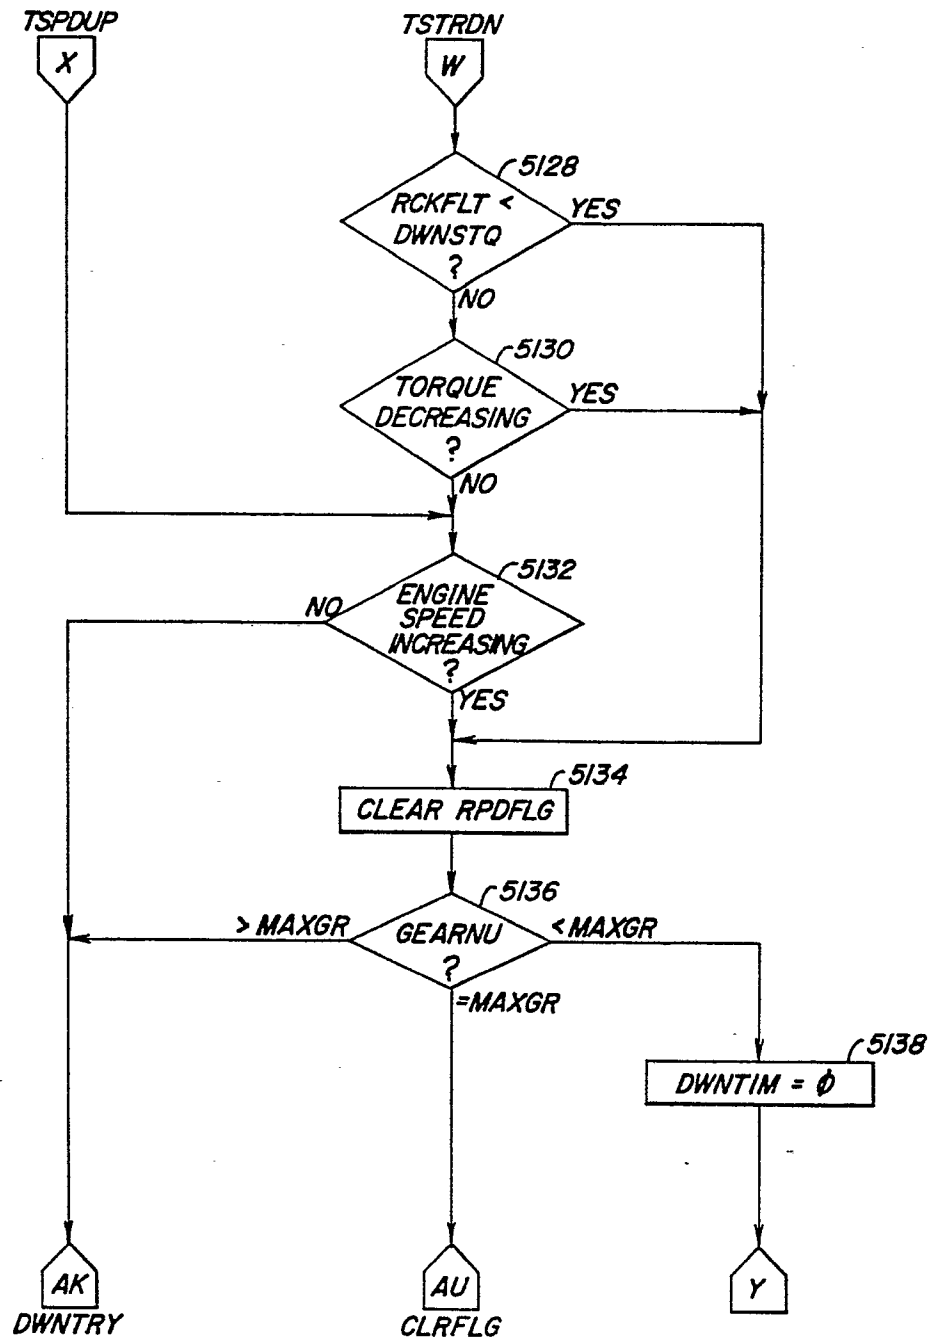 TSPDUP
X
TSTRDN
W
5128
RCKFLT <
DWNSTQ
?
YES
NO
5130
TORQUE
DECREASING
?
YES
NO
5132
ENGINE
SPEED
INCREASING
?
NO
YES
5134
CLEAR RPDFLG
5136
GEARNU
?
> MAXGR
< MAXGR
=MAXGR
5138
DWNTIM = ϕ
AK
DWNTRY
AU
CLRFLG
Y